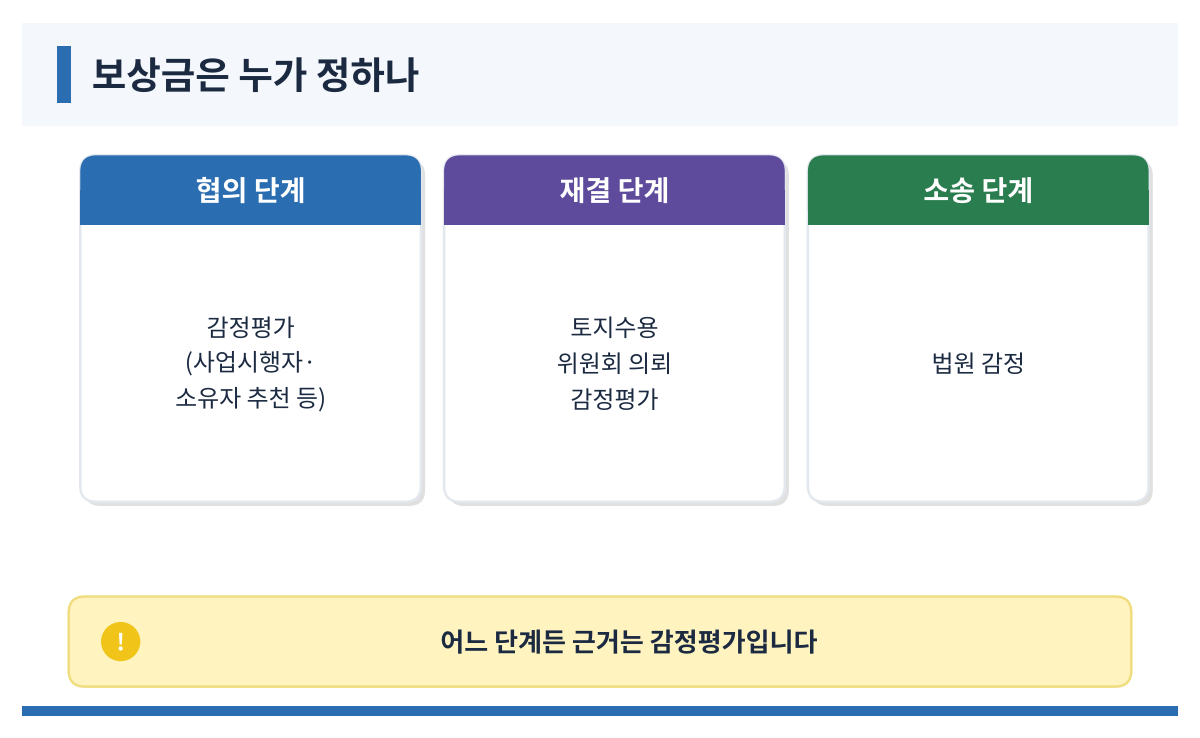 보상금은 누가 정하나
협의 단계
감정평가
(사업시행자·
소유자 추천 등)
재결 단계
토지수용
위원회 의뢰
감정평가
소송 단계
법원 감정
!
어느 단계든 근거는 감정평가입니다